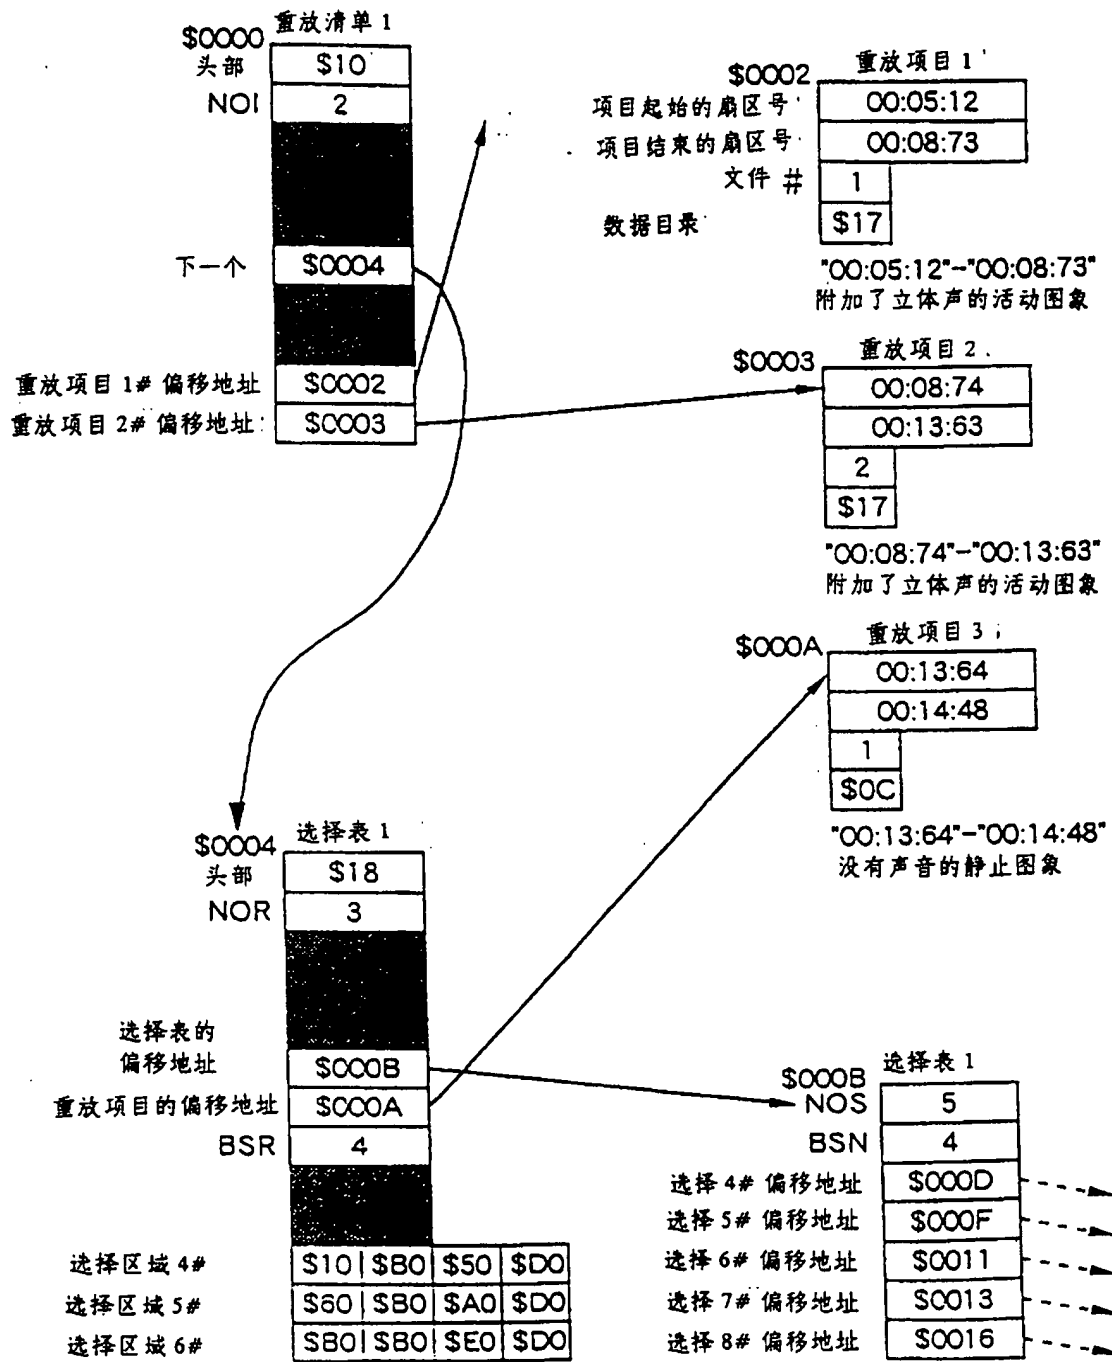 重放清单 1
$0000
头部 $10
NOI 2
下一个 $0004
重放项目 1# 偏移地址 $0002
重放项目 2# 偏移地址 $0003
重放项目 1
$0002
项目起始的扇区号 00:05:12
项目结束的扇区号 00:08:73
文件 # 1
数据目录 $17
"00:05:12"-"00:08:73"
附加了立体声的活动图象
重放项目 2
$0003
00:08:74
00:13:63
2
$17
"00:08:74"-"00:13:63"
附加了立体声的活动图象
重放项目 3
$000A
00:13:64
00:14:48
1
$0C
"00:13:64"-"00:14:48"
没有声音的静止图象
选择表 1
$0004
头部 $18
NOR 3
选择表的
偏移地址 $000B
重放项目的偏移地址 $000A
BSR 4
选择区域 4# $10 $B0 $50 $D0
选择区域 5# $60 $B0 $A0 $D0
选择区域 6# $B0 $B0 $E0 $D0
选择表 1
$000B
NOS 5
BSN 4
选择 4# 偏移地址 $000D
选择 5# 偏移地址 $000F
选择 6# 偏移地址 $0011
选择 7# 偏移地址 $0013
选择 8# 偏移地址 $0016